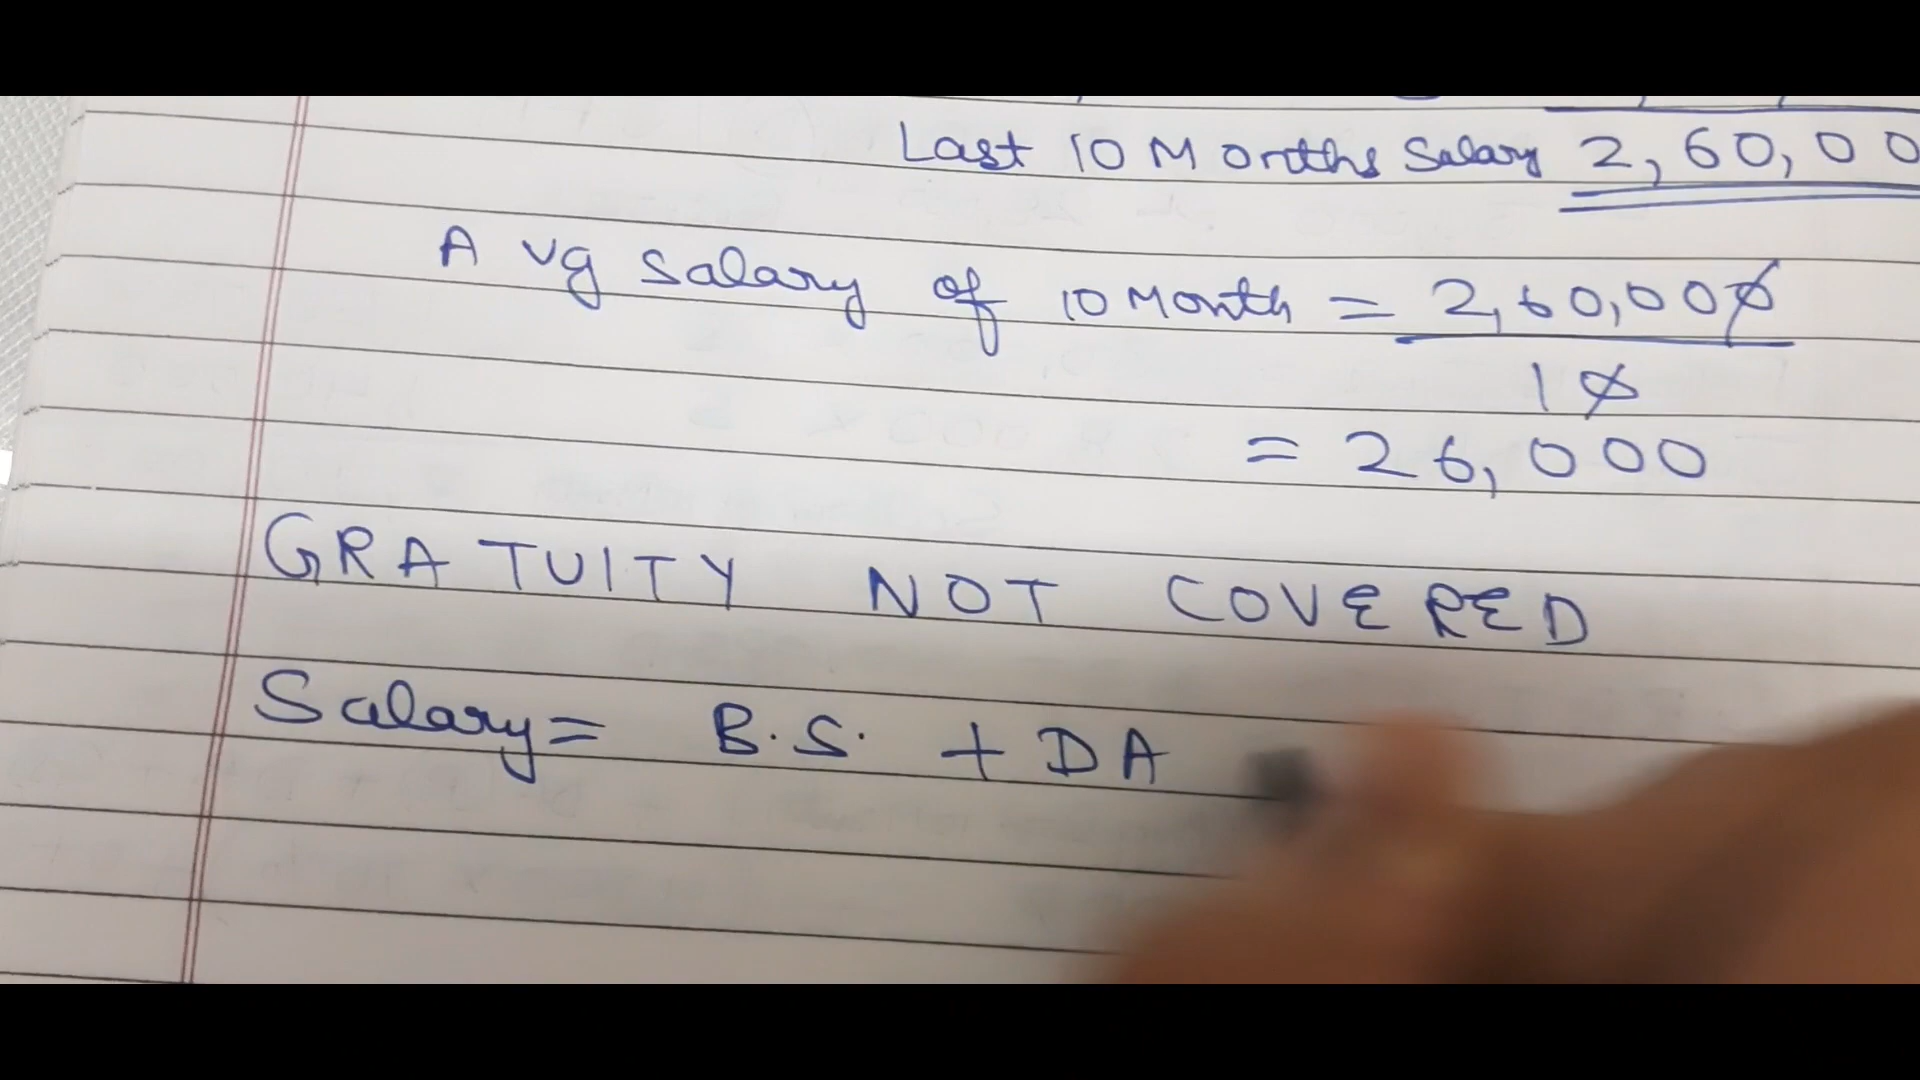 Last 10 Months Salary 2,60,00
Avg salary of 10 Month = 2,60,000
10
= 26,000
GRATUITY NOT COVERED
Salary = B.S. + DA